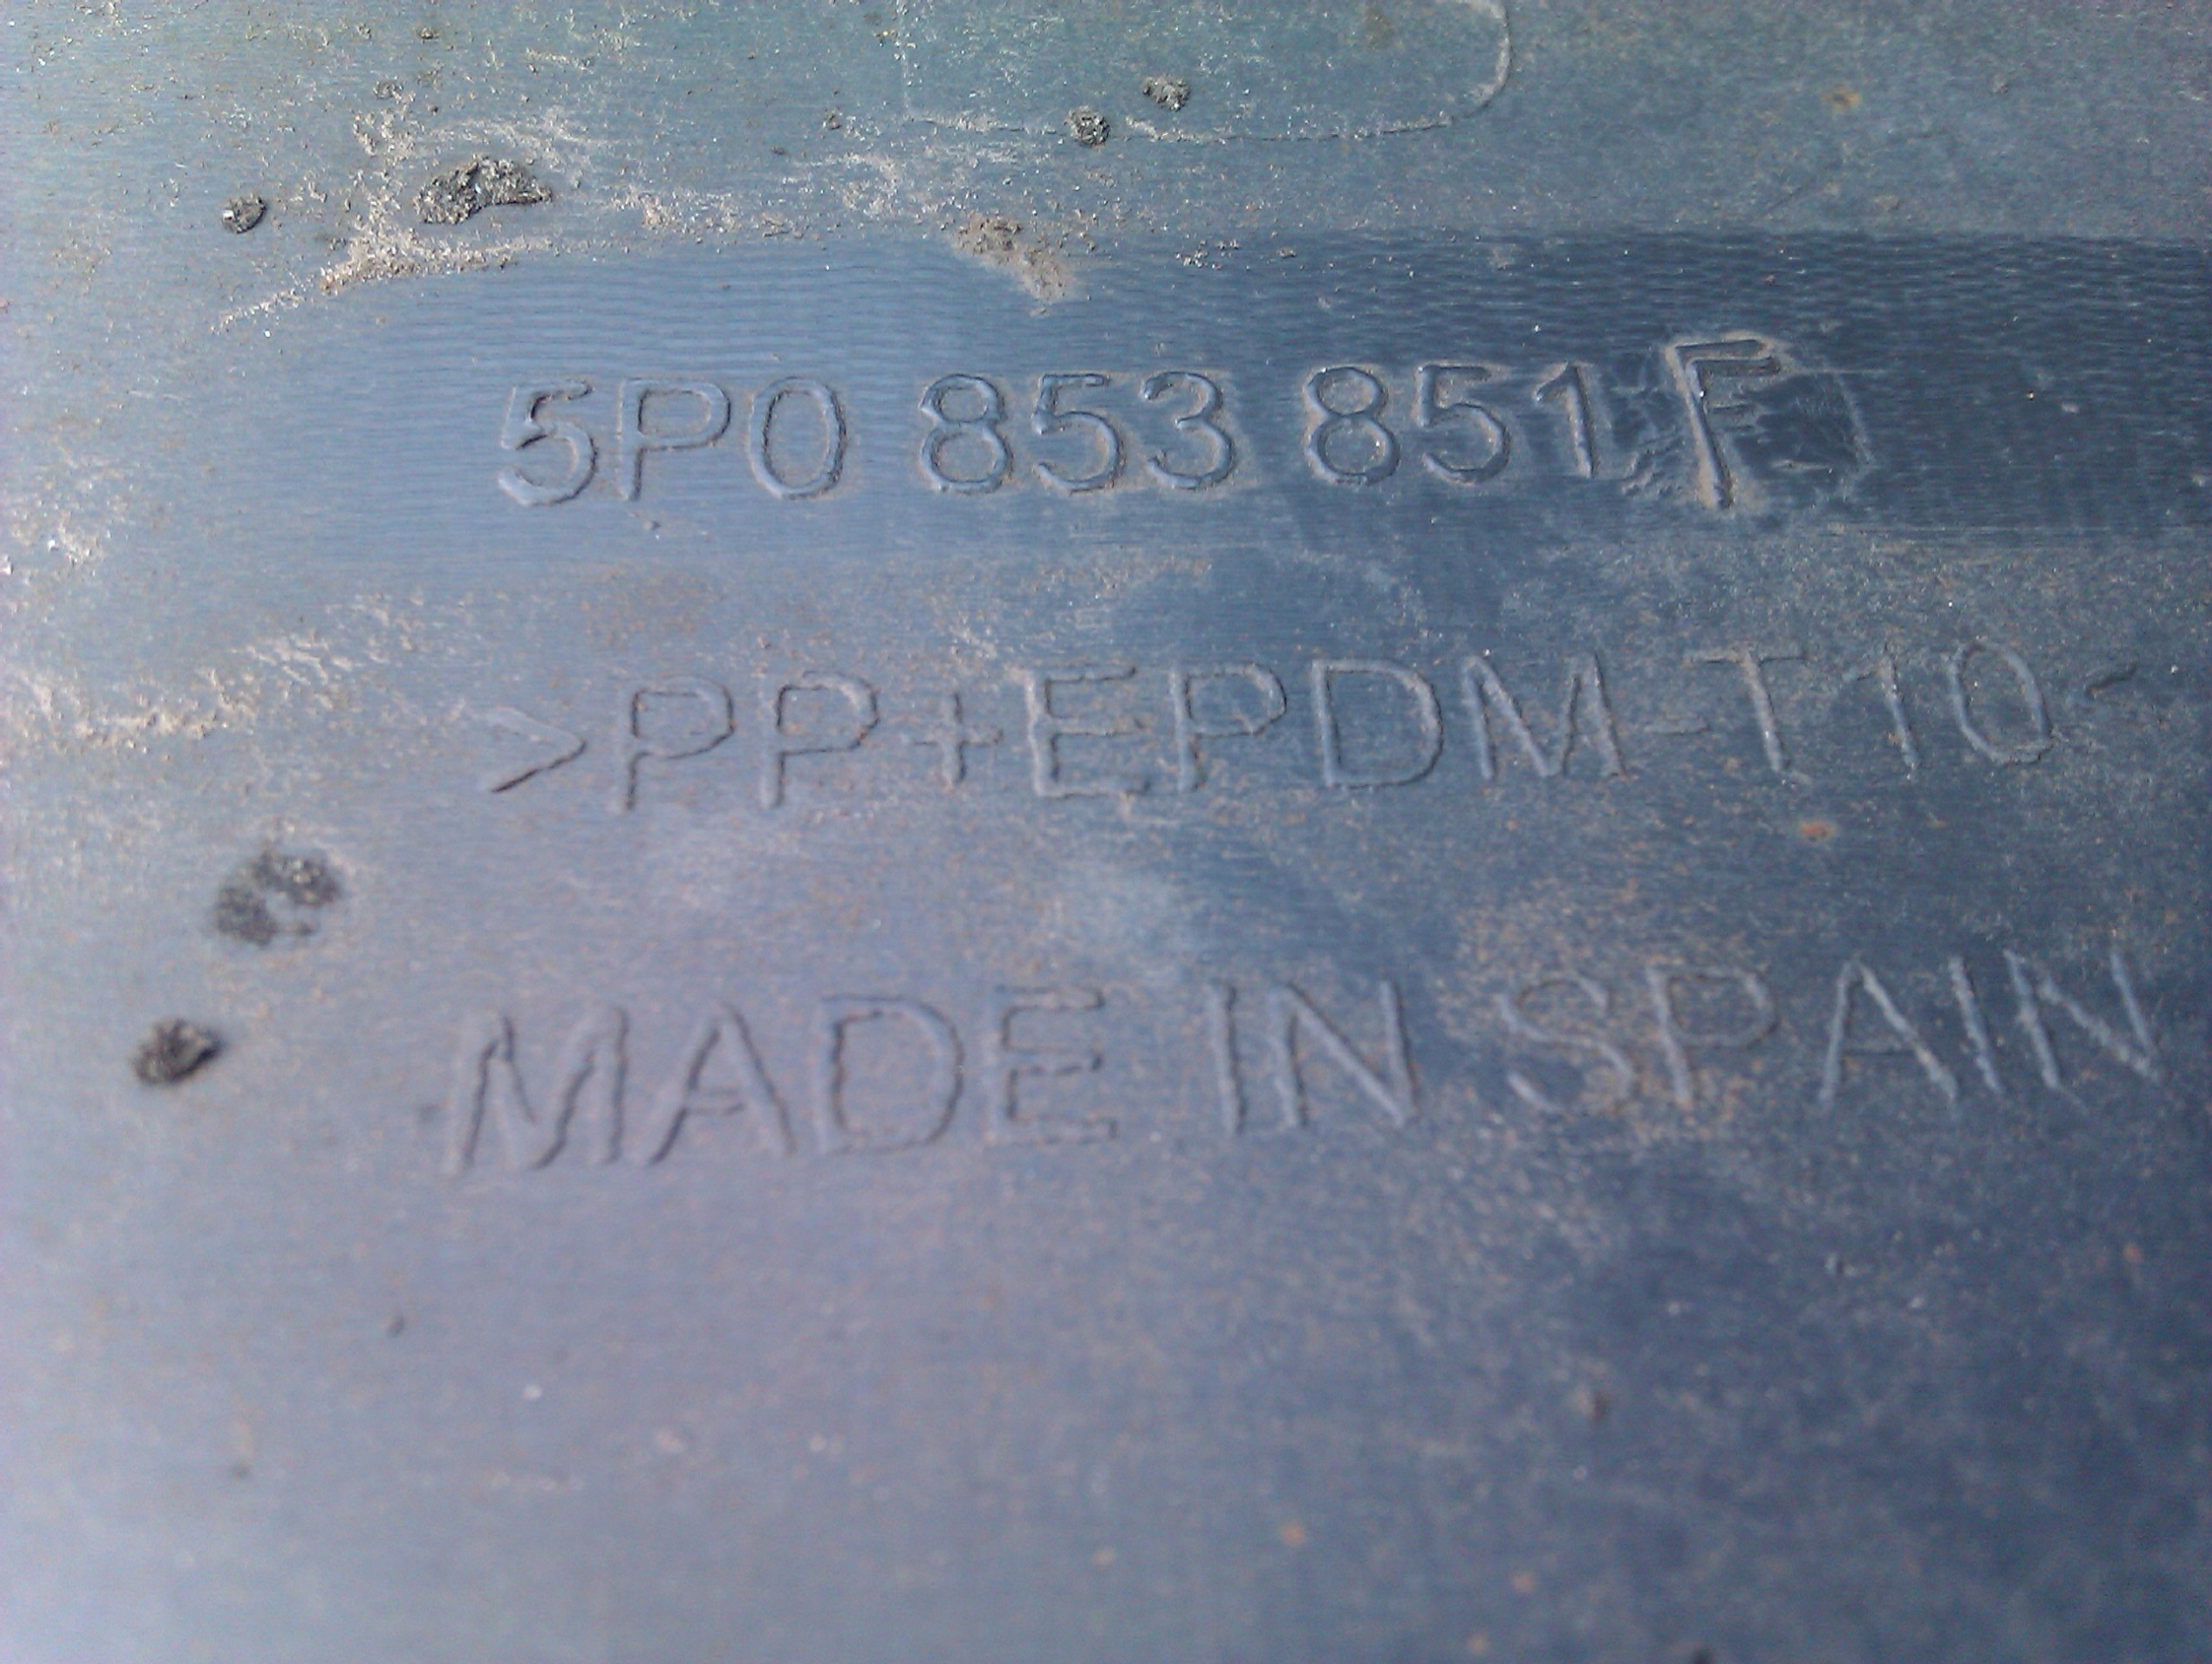 5P0 853 851 F
>PP+EPDM-T10<
MADE IN SPAIN